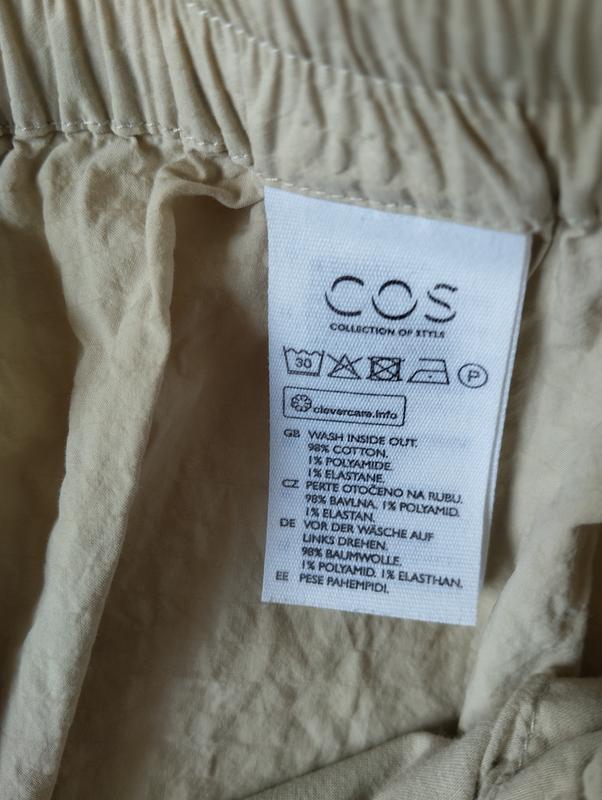 COS
COLLECTION OF STYLE
30
P
clevercare.info
GB WASH INSIDE OUT.
98% COTTON.
1% POLYAMIDE.
1% ELASTANE.
CZ PERTE OTOČENO NA RUBU.
98% BAVLNA. 1% POLYAMID.
1% ELASTAN.
DE VOR DER WÄSCHE AUF
LINKS DREHEN.
98% BAUMWOLLE.
1% POLYAMID. 1% ELASTHAN.
EE PESE PAHEMPIDI.